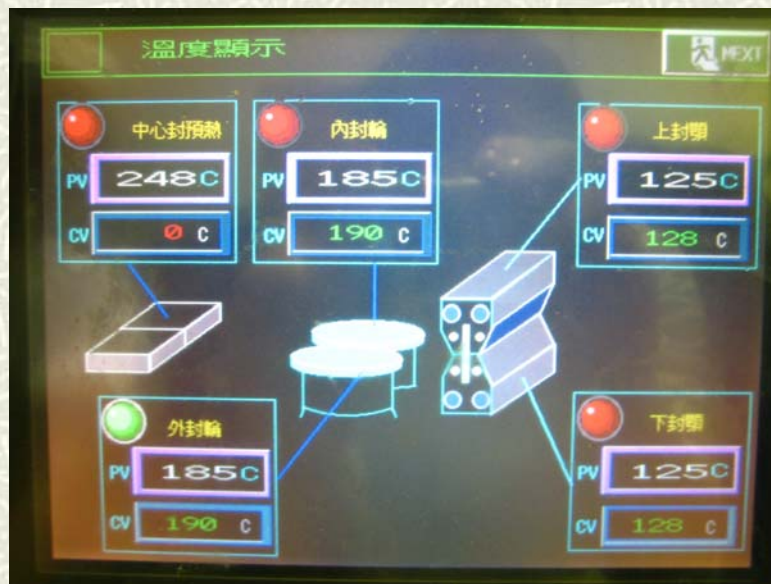 溫度顯示
NEXT
中心封預熱
PV 248C
CV 0 C
內封輪
PV 185C
CV 190 C
上封顎
PV 125C
CV 128 C
外封輪
PV 185C
CV 190 C
下封顎
PV 125C
CV 128 C